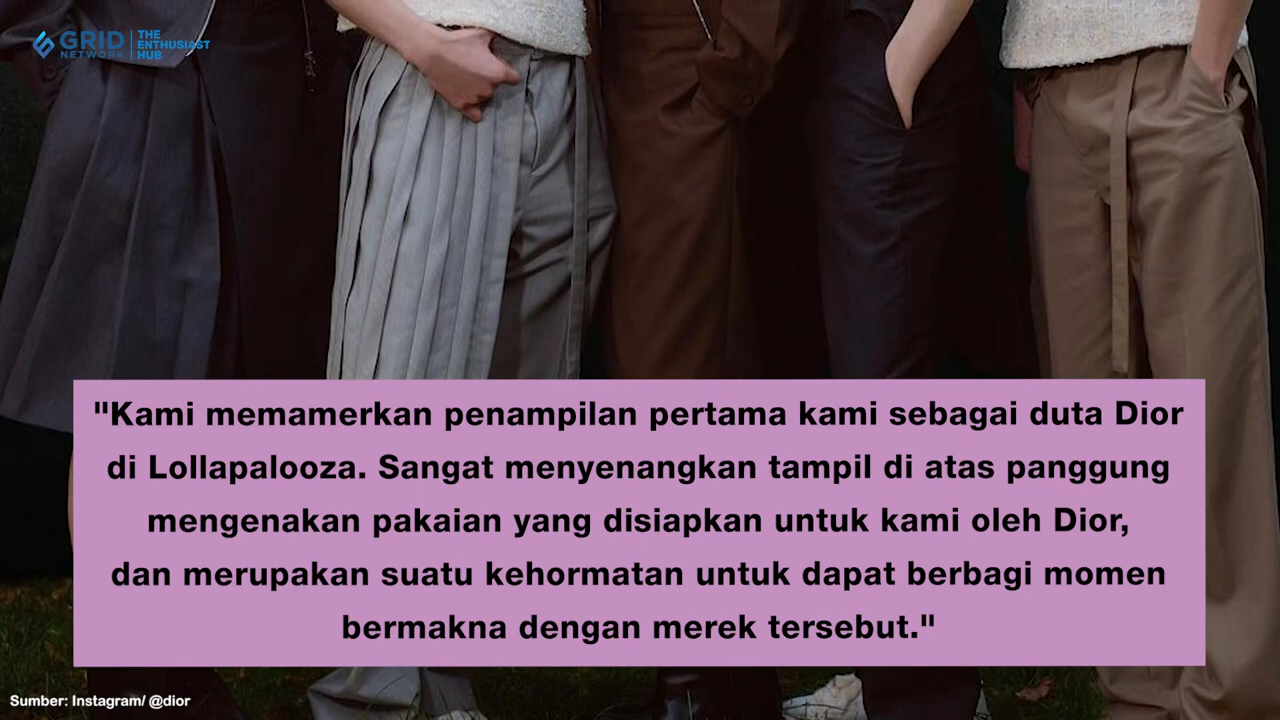 GRID
NETWORK
THE
ENTHUSIAST
HUB
"Kami memamerkan penampilan pertama kami sebagai duta Dior
di Lollapalooza. Sangat menyenangkan tampil di atas panggung
mengenakan pakaian yang disiapkan untuk kami oleh Dior,
dan merupakan suatu kehormatan untuk dapat berbagi momen
bermakna dengan merek tersebut."
Sumber: Instagram/ @dior